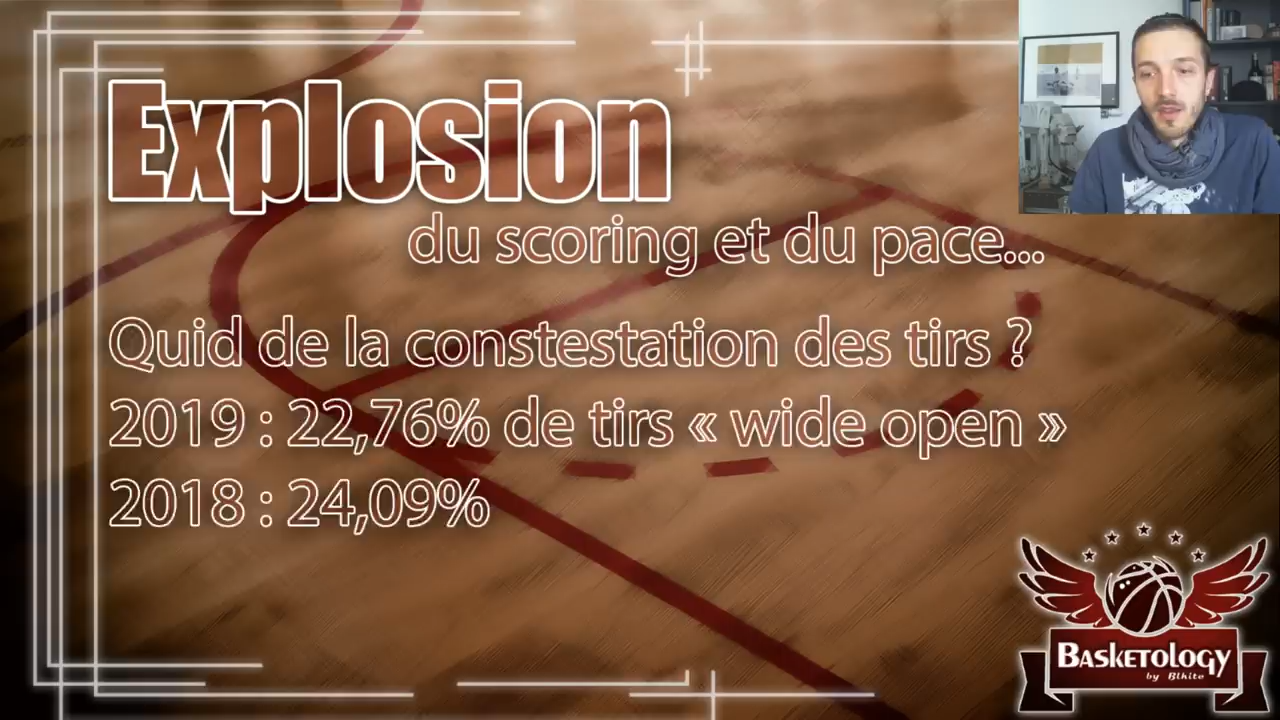 Explosion
du scoring et du pace...
Quid de la constestation des tirs ?
2019 : 22,76% de tirs « wide open »
2018 : 24,09%
Basketology
by Blkite